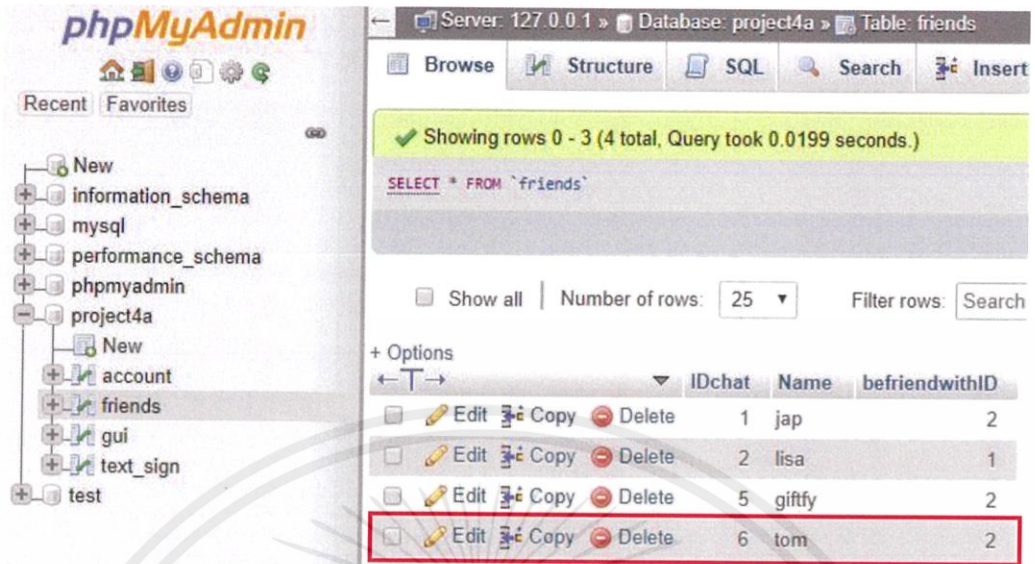 phpMyAdmin
Recent Favorites
New
information_schema
mysql
performance_schema
phpmyadmin
project4a
New
account
friends
gui
text_sign
test
Server: 127.0.0.1 » Database: project4a » Table: friends
Browse Structure SQL Search Insert
Showing rows 0 - 3 (4 total, Query took 0.0199 seconds.)
SELECT * FROM `friends`
Show all | Number of rows: 25 Filter rows: Search
+ Options
←T→ IDchat Name befriendwithID
Edit Copy Delete 1 jap 2
Edit Copy Delete 2 lisa 1
Edit Copy Delete 5 giftfy 2
Edit Copy Delete 6 tom 2